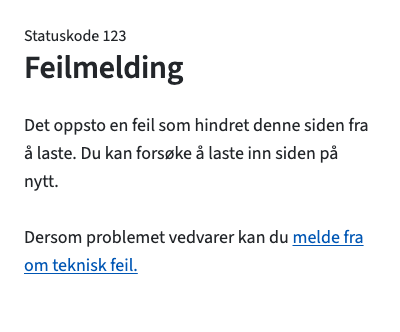 Statuskode 123
Feilmelding
Det oppsto en feil som hindret denne siden fra
å laste. Du kan forsøke å laste inn siden på
nytt.
Dersom problemet vedvarer kan du melde fra
om teknisk feil.